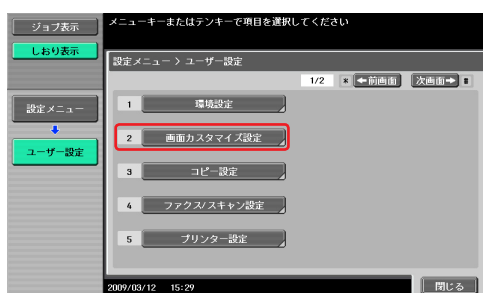 ジョブ表示
メニューキーまたはテンキーで項目を選択してください
しおり表示
設定メニュー > ユーザー設定
1/2 * ←前画面 次画面→ #
設定メニュー
ユーザー設定
1 環境設定
2 画面カスタマイズ設定
3 コピー設定
4 ファクス/スキャン設定
5 プリンター設定
2009/03/12 15:29
閉じる